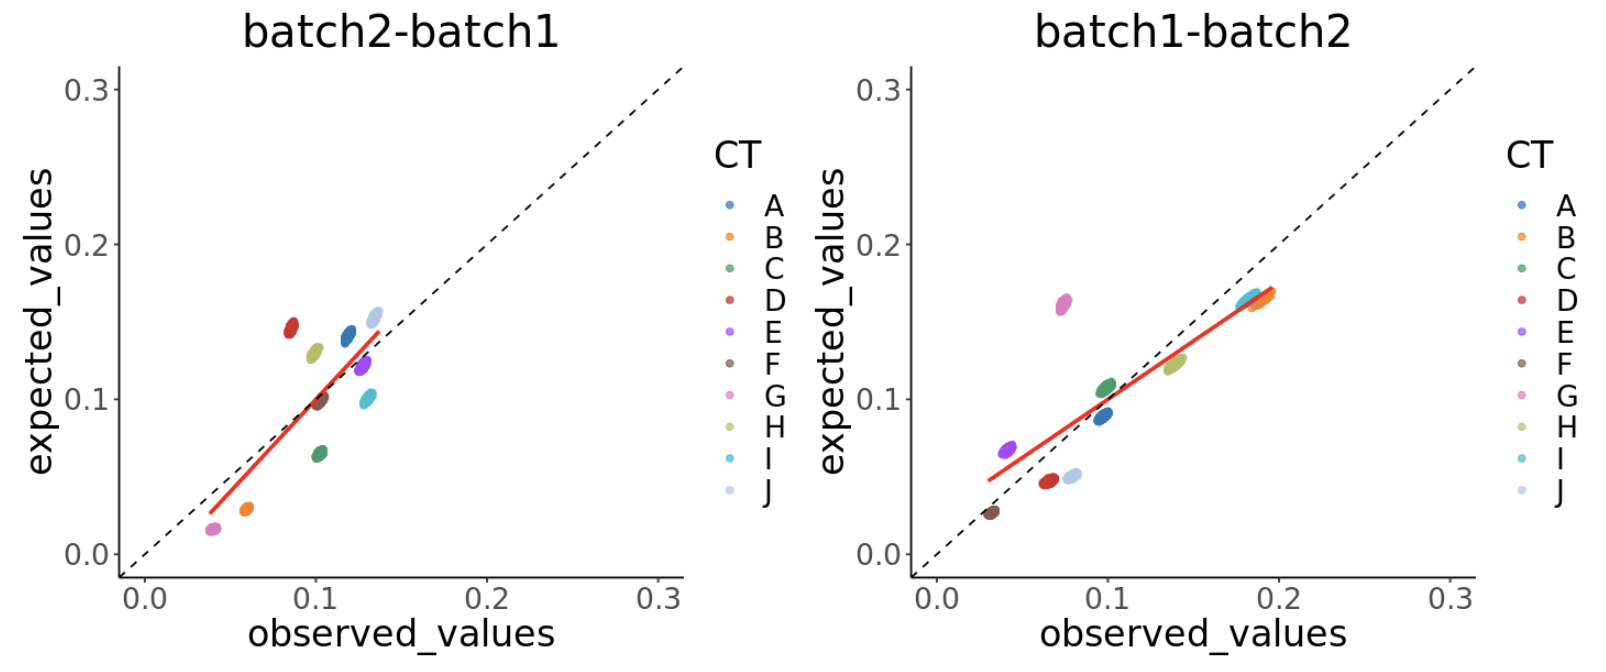 batch2-batch1
expected_values
0.3
0.2
0.1
0.0
0.0 0.1 0.2 0.3
observed_values
CT
A
B
C
D
E
F
G
H
I
J
batch1-batch2
expected_values
0.3
0.2
0.1
0.0
0.0 0.1 0.2 0.3
observed_values
CT
A
B
C
D
E
F
G
H
I
J